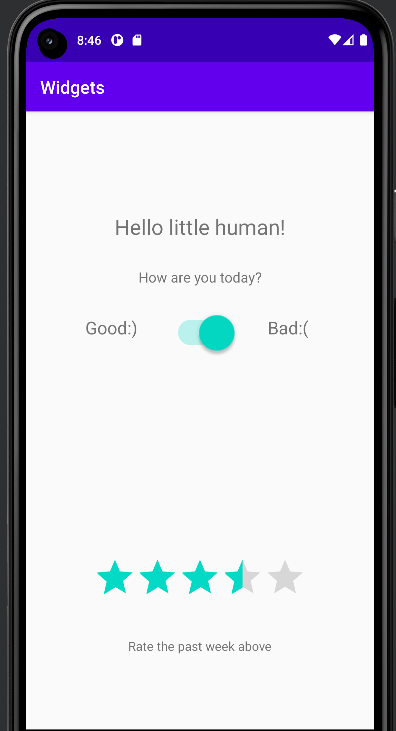 8:46
Widgets
Hello little human!
How are you today?
Good:)
Bad:(
Rate the past week above